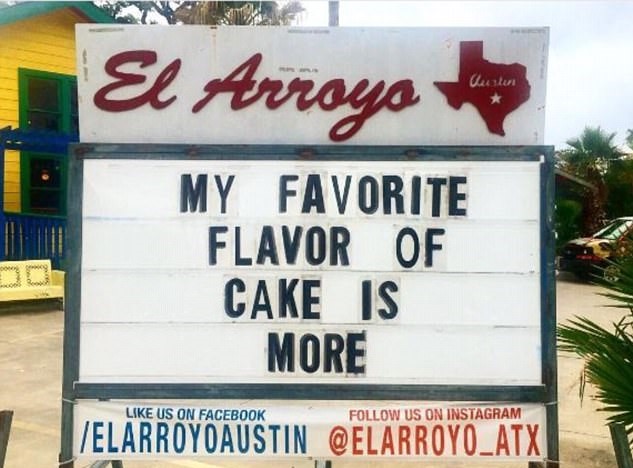 El Arroyo
Austin
MY FAVORITE
FLAVOR OF
CAKE IS
MORE
LIKE US ON FACEBOOK
/ELARROYOAUSTIN
FOLLOW US ON INSTAGRAM
@ELARROYO_ATX